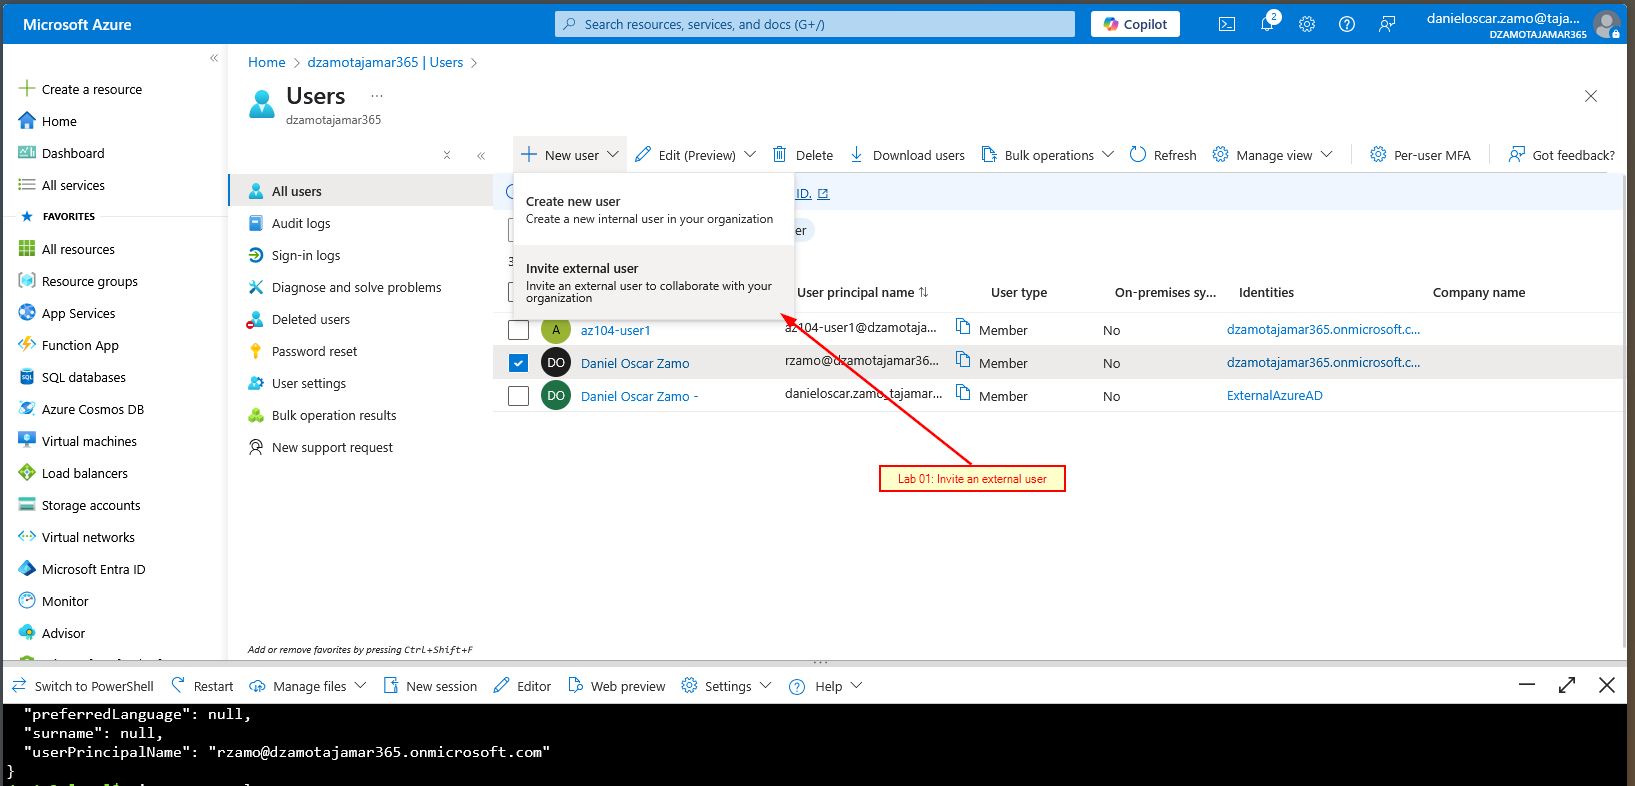 Microsoft Azure
Search resources, services, and docs (G+/)
Copilot
2
danieloscar.zamo@taja...
DZAMOTAJAMAR365
Create a resource
Home
Dashboard
All services
FAVORITES
All resources
Resource groups
App Services
Function App
SQL databases
Azure Cosmos DB
Virtual machines
Load balancers
Storage accounts
Virtual networks
Microsoft Entra ID
Monitor
Advisor
Home > dzamotajamar365 | Users >
Users ...
dzamotajamar365
All users
Audit logs
Sign-in logs
Diagnose and solve problems
Deleted users
Password reset
User settings
Bulk operation results
New support request
Add or remove favorites by pressing Ctrl+Shift+F
New user
Edit (Preview)
Delete
Download users
Bulk operations
Refresh
Manage view
Per-user MFA
Got feedback?
Create new user
Create a new internal user in your organization
Invite external user
Invite an external user to collaborate with your
organization
ID.
er
3
User principal name User type On-premises sy... Identities Company name
A az104-user1 az104-user1@dzamotaja... Member No dzamotajamar365.onmicrosoft.c...
DO Daniel Oscar Zamo rzamo@dzamotajamar36... Member No dzamotajamar365.onmicrosoft.c...
DO Daniel Oscar Zamo - danieloscar.zamo_tajamar... Member No ExternalAzureAD
Lab 01: Invite an external user
Switch to PowerShell
Restart
Manage files
New session
Editor
Web preview
Settings
Help
"preferredLanguage": null,
"surname": null,
"userPrincipalName": "rzamo@dzamotajamar365.onmicrosoft.com"
}